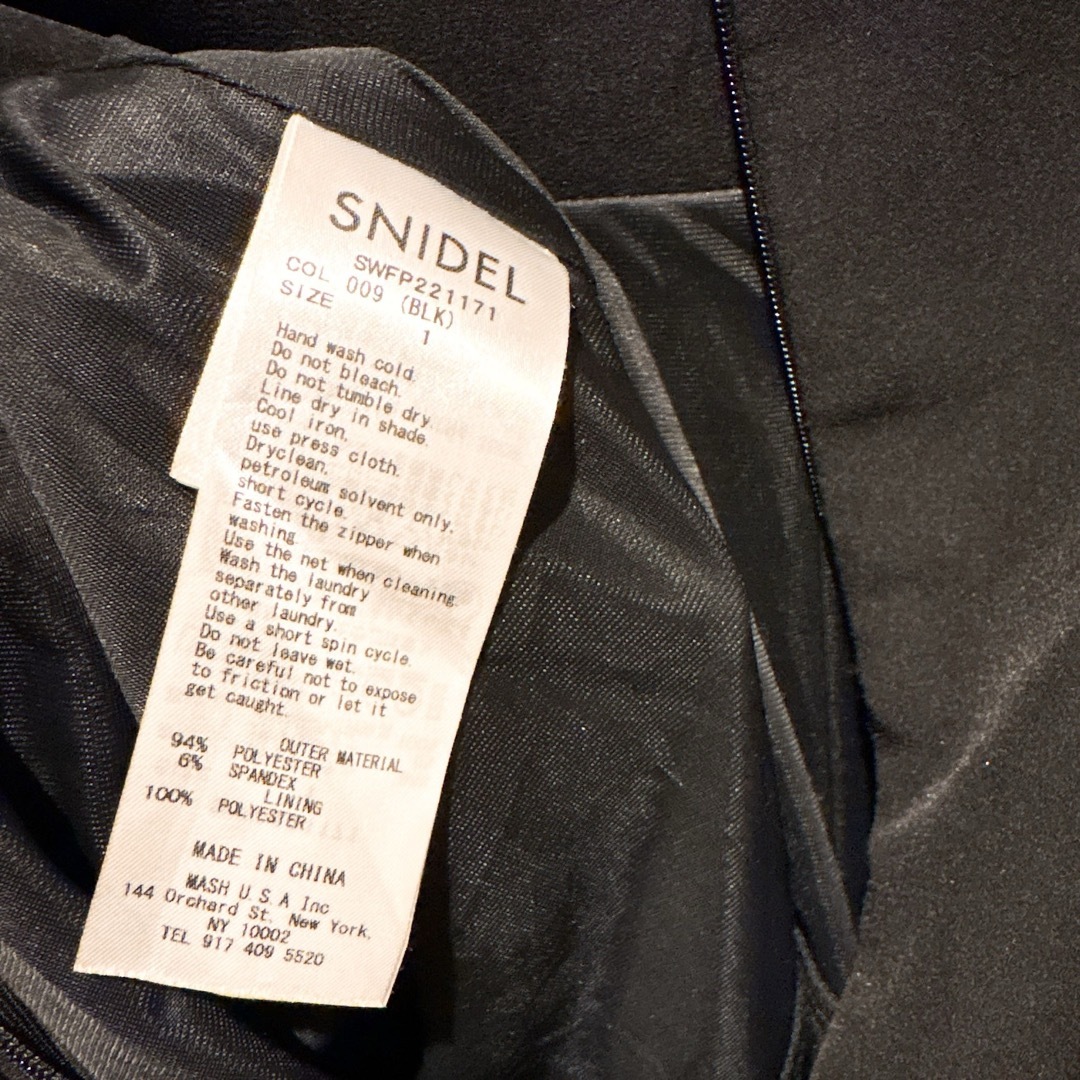 SNIDEL
SWFP221171
COL 009 (BLK)
SIZE 1
Hand wash cold.
Do not bleach.
Do not tumble dry.
Line dry in shade.
Cool iron.
use press cloth.
Dryclean.
petroleum solvent only.
short cycle.
Fasten the zipper when
washing.
Use the net when cleaning.
Wash the laundry
separately from
other laundry.
Use a short spin cycle.
Do not leave wet.
Be careful not to expose
to friction or let it
get caught.
OUTER MATERIAL
94% POLYESTER
6% SPANDEX
LINING
100% POLYESTER
MADE IN CHINA
MASH U.S.A Inc
144 Orchard St. New York,
NY 10002
TEL 917 409 5520